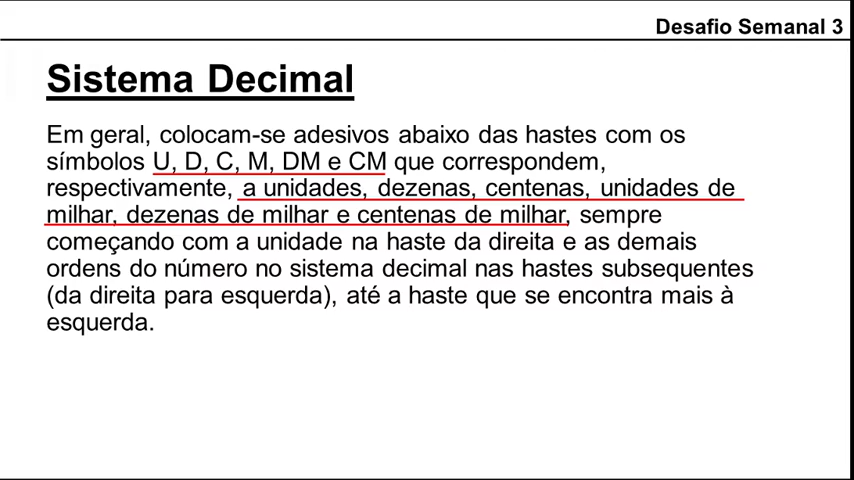 Desafio Semanal 3
Sistema Decimal
Em geral, colocam-se adesivos abaixo das hastes com os
símbolos U, D, C, M, DM e CM que correspondem,
respectivamente, a unidades, dezenas, centenas, unidades de
milhar, dezenas de milhar e centenas de milhar, sempre
começando com a unidade na haste da direita e as demais
ordens do número no sistema decimal nas hastes subsequentes
(da direita para esquerda), até a haste que se encontra mais à
esquerda.